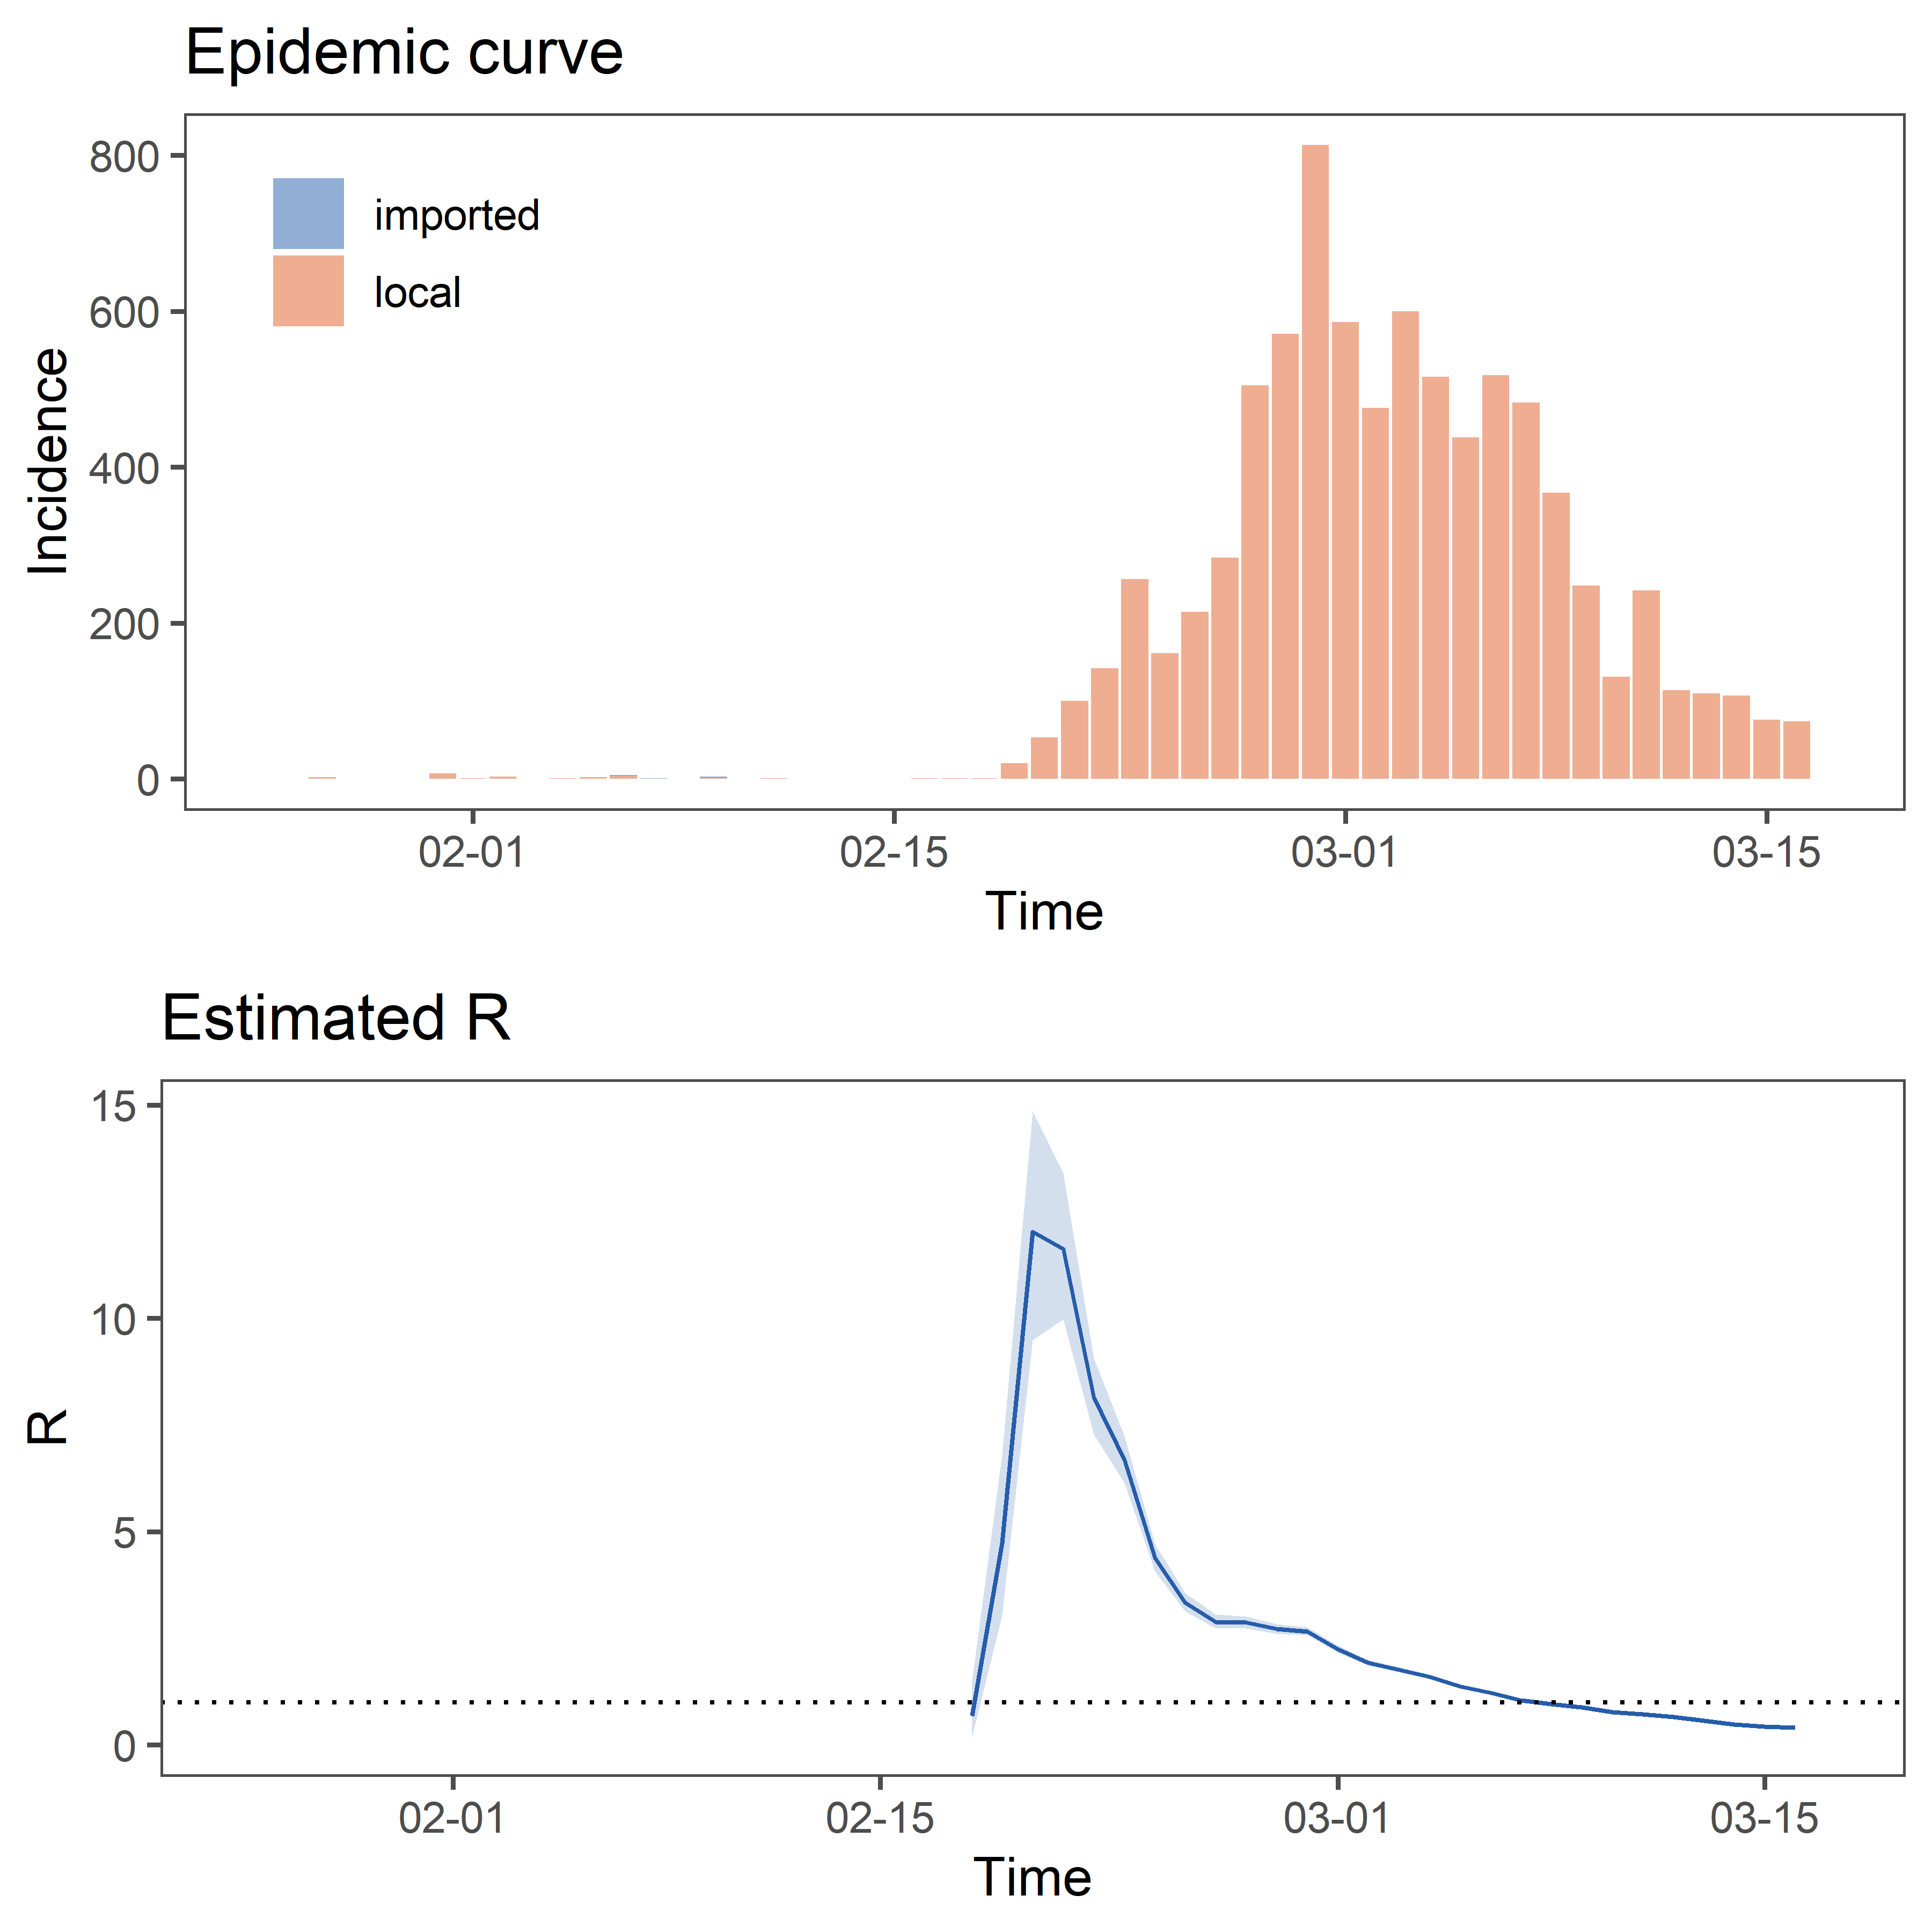 Epidemic curve
800
600
400
200
0
Incidence
imported
local
02-01 02-15 03-01 03-15
Time
Estimated R
15
10
5
0
R
02-01 02-15 03-01 03-15
Time